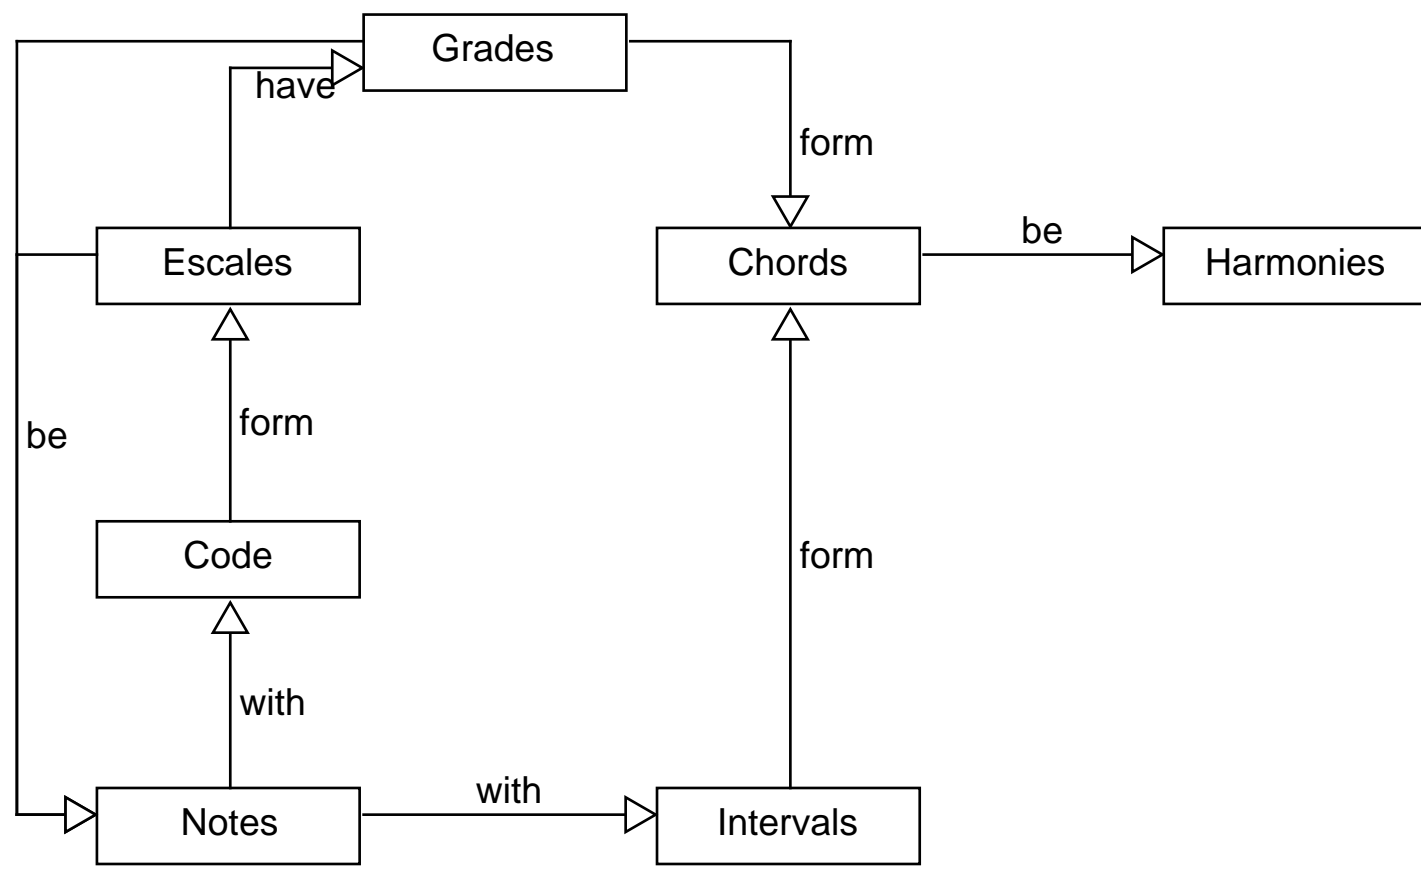 Grades
have
form
be
Escales
Chords
Harmonies
be
form
Code
form
with
with
Notes
Intervals